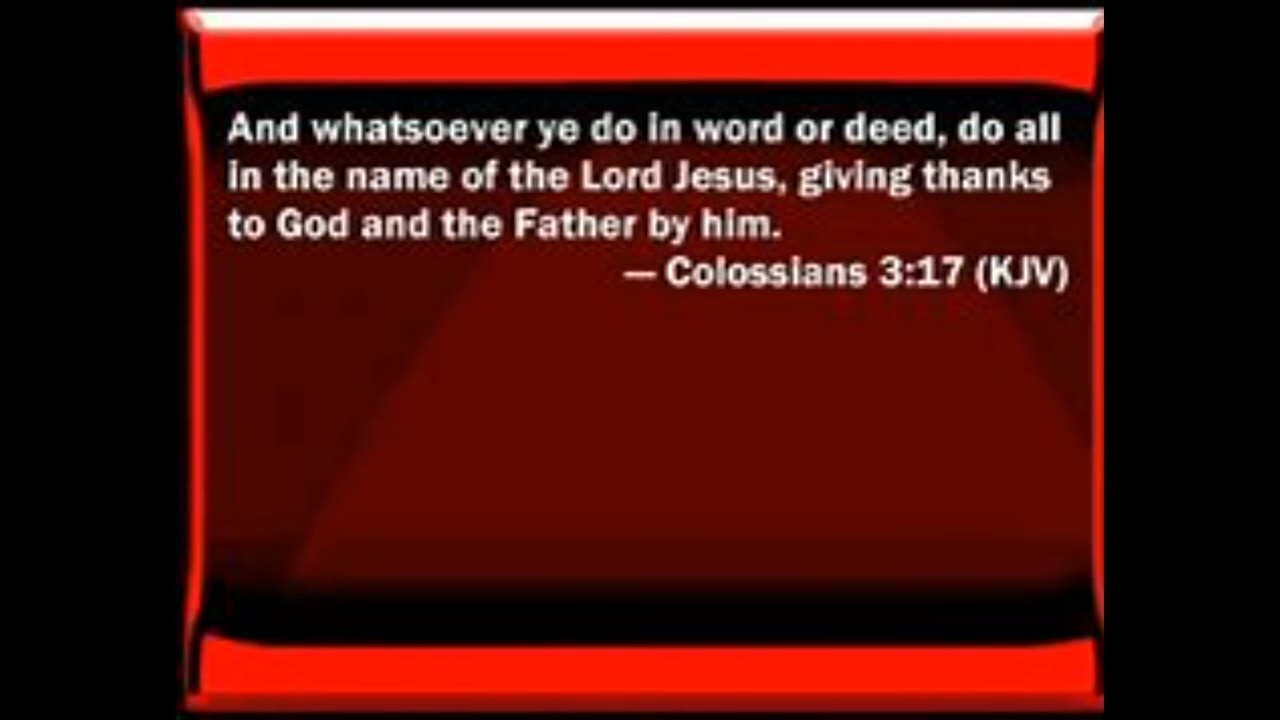 And whatsoever ye do in word or deed, do all
in the name of the Lord Jesus, giving thanks
to God and the Father by him.
— Colossians 3:17 (KJV)